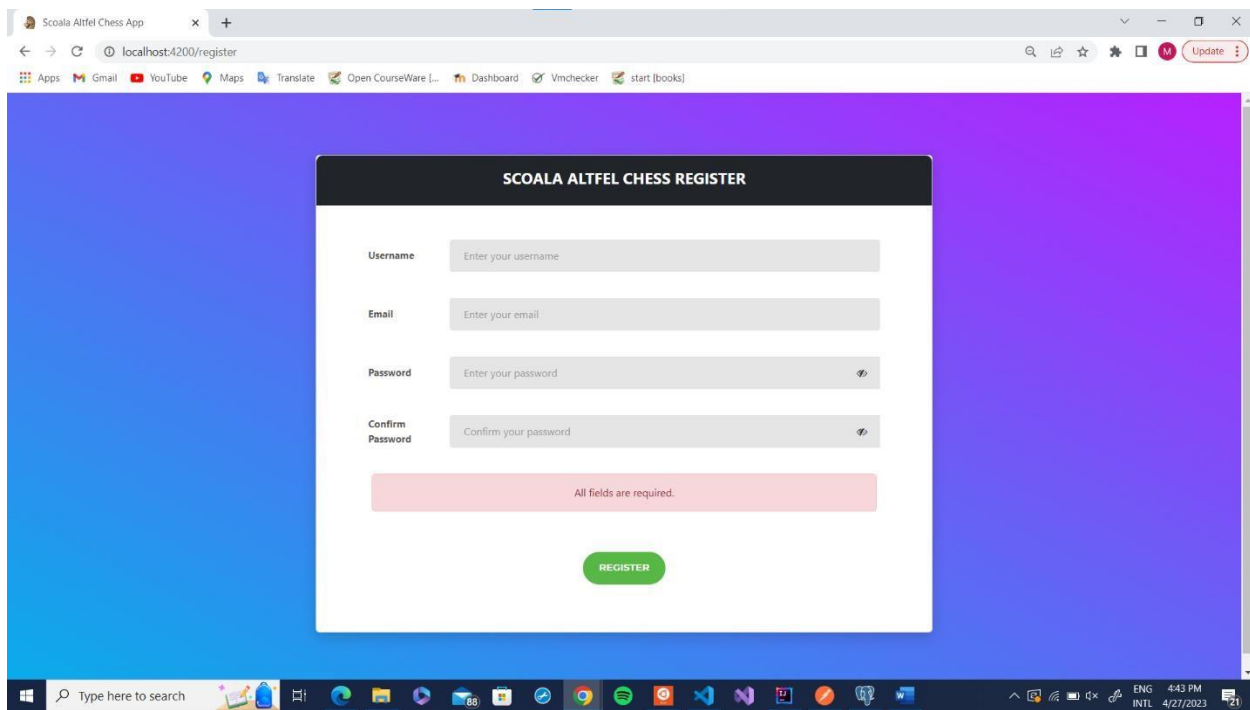 Scoala Altfel Chess App
localhost:4200/register
M
Update
Apps Gmail YouTube Maps Translate Open CourseWare [... Dashboard Vmchecker start [books]
SCOALA ALTFEL CHESS REGISTER
Username
Enter your username
Email
Enter your email
Password
Enter your password
Confirm
Password
Confirm your password
All fields are required.
REGISTER
Type here to search
88
ENG
INTL
4:43 PM
4/27/2023
21